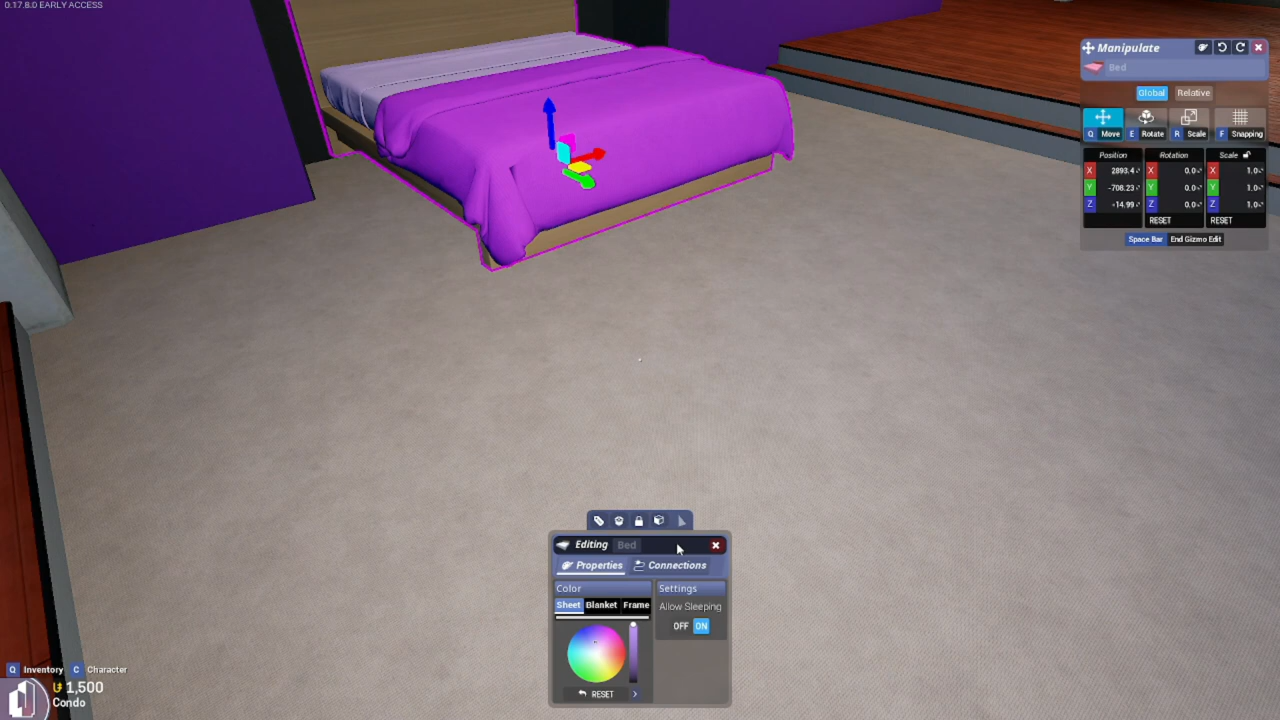 0.17.8.0 EARLY ACCESS
Manipulate
Bed
Global Relative
Q Move E Rotate R Scale F Snapping
Position Rotation Scale
X 2893.4 X 0.0 X 1.0
Y -708.23 Y 0.0 Y 1.0
Z -14.99 Z 0.0 Z 1.0
RESET RESET
Space Bar End Gizmo Edit
Editing Bed
Properties Connections
Color Settings
Sheet Blanket Frame Allow Sleeping
OFF ON
RESET
Q Inventory C Character
1,500
Condo